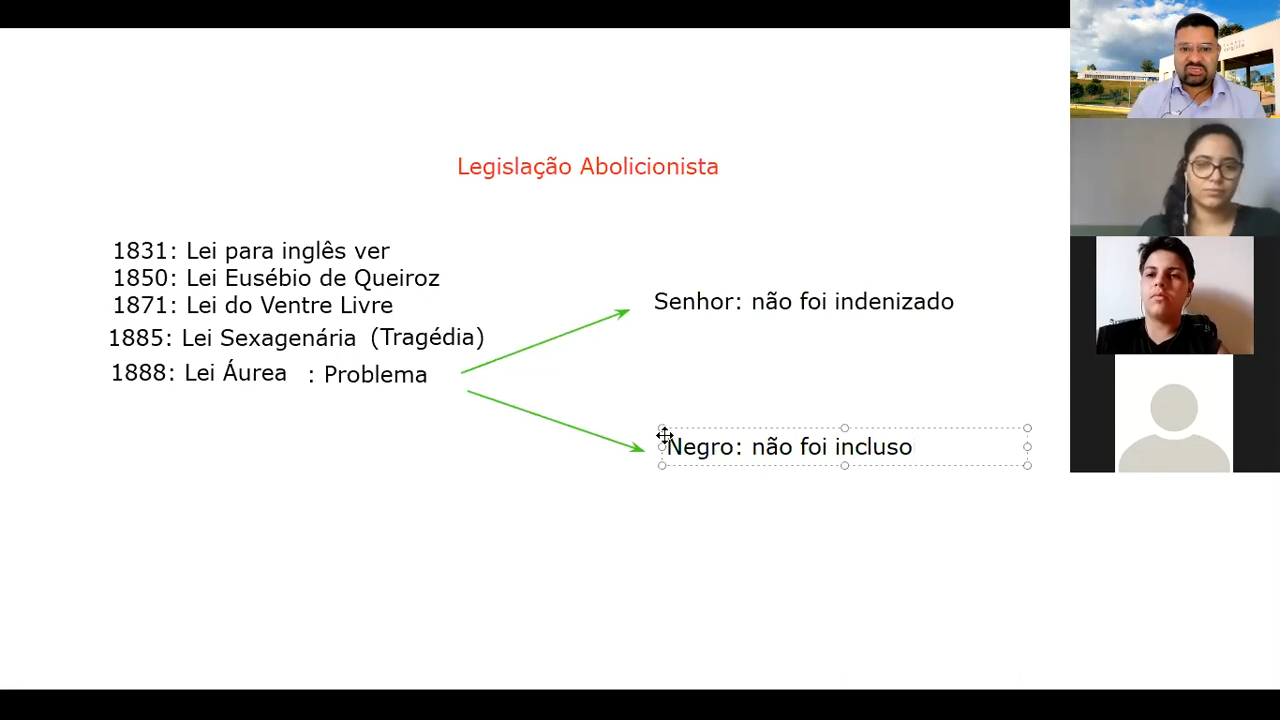 Legislação Abolicionista
1831: Lei para inglês ver
1850: Lei Eusébio de Queiroz
1871: Lei do Ventre Livre
1885: Lei Sexagenária (Tragédia)
1888: Lei Áurea : Problema
Senhor: não foi indenizado
Negro: não foi incluso